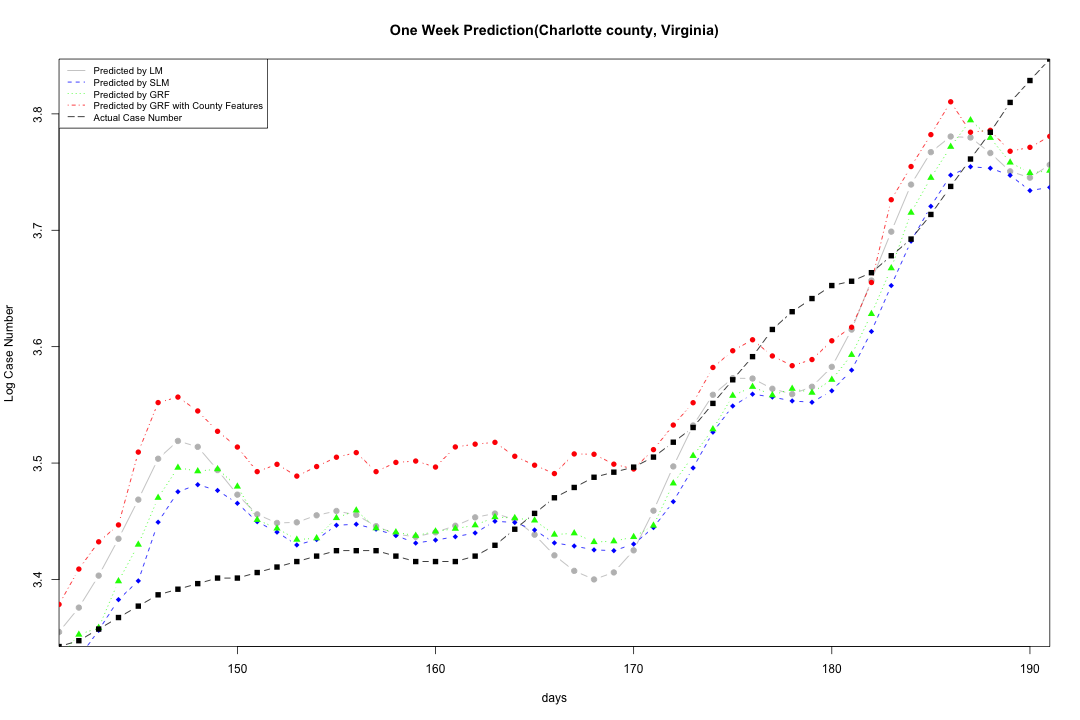 One Week Prediction(Charlotte county, Virginia)
Predicted by LM
Predicted by SLM
Predicted by GRF
Predicted by GRF with County Features
Actual Case Number
3.8
3.7
3.6
3.5
3.4
Log Case Number
150 160 170 180 190
days